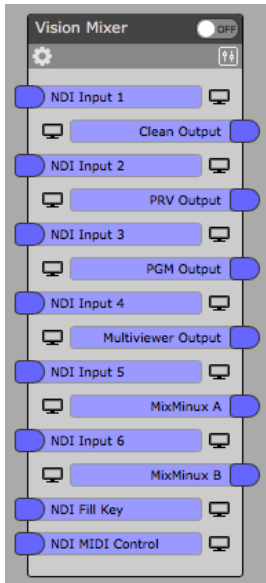 Vision Mixer
OFF
NDI Input 1
Clean Output
NDI Input 2
PRV Output
NDI Input 3
PGM Output
NDI Input 4
Multiviewer Output
NDI Input 5
MixMinux A
NDI Input 6
MixMinux B
NDI Fill Key
NDI MIDI Control